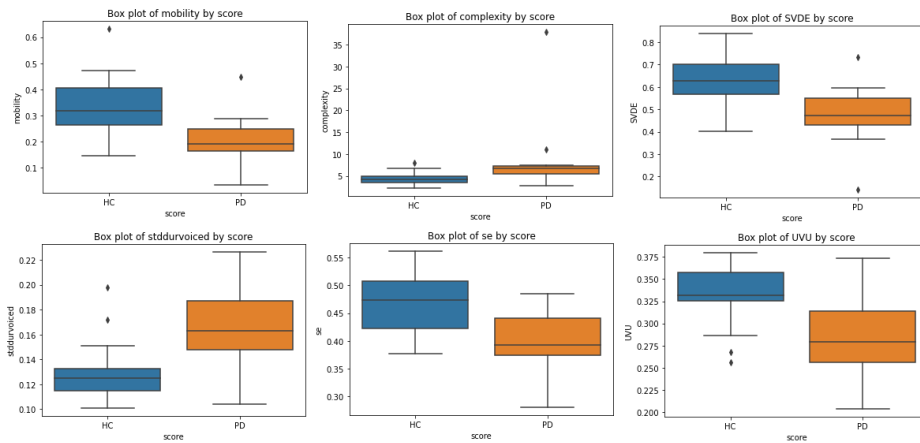 Box plot of mobility by score
mobility
0.6
0.5
0.4
0.3
0.2
0.1
HC
PD
score
Box plot of complexity by score
complexity
35
30
25
20
15
10
5
HC
PD
score
Box plot of SVDE by score
SVDE
0.8
0.7
0.6
0.5
0.4
0.3
0.2
HC
PD
score
Box plot of stddurvoiced by score
stddurvoiced
0.22
0.20
0.18
0.16
0.14
0.12
0.10
HC
PD
score
Box plot of se by score
se
0.55
0.50
0.45
0.40
0.35
0.30
HC
PD
score
Box plot of UVU by score
UVU
0.375
0.350
0.325
0.300
0.275
0.250
0.225
0.200
HC
PD
score